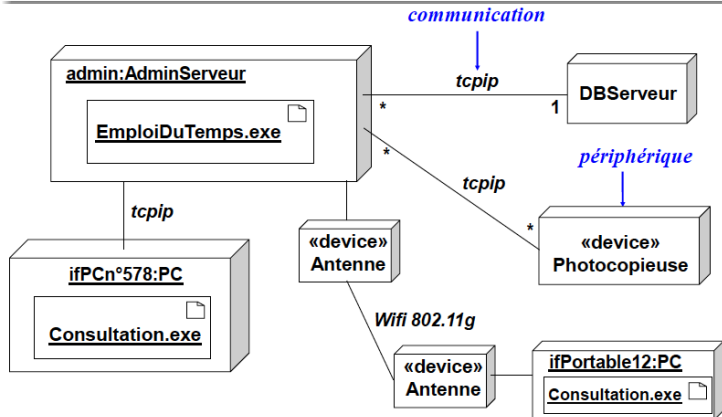 communication
admin:AdminServeur
tcpip
DBServeur
*
1
EmploiDuTemps.exe
*
périphérique
tcpip
tcpip
*
«device»
Antenne
«device»
Photocopieuse
ifPCn°578:PC
Consultation.exe
Wifi 802.11g
«device»
Antenne
ifPortable12:PC
Consultation.exe